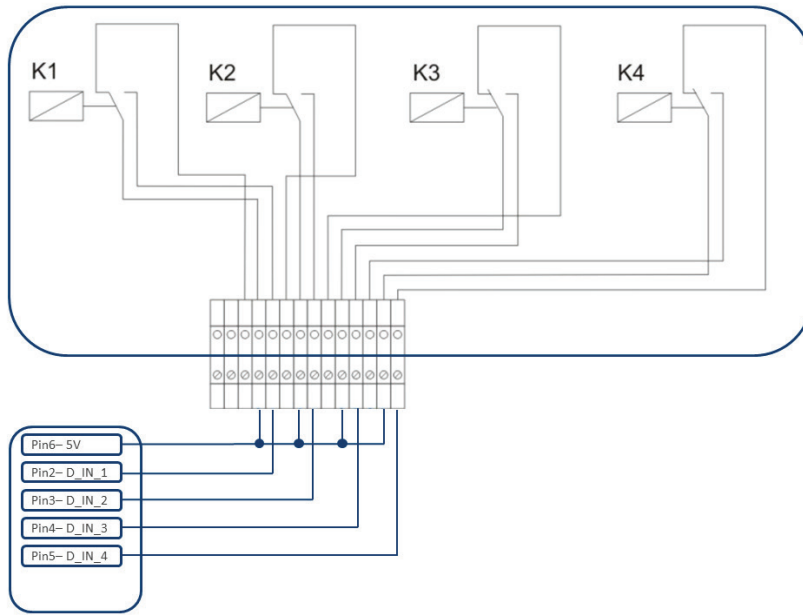 K1
K2
K3
K4
Pin6– 5V
Pin2– D_IN_1
Pin3– D_IN_2
Pin4– D_IN_3
Pin5– D_IN_4